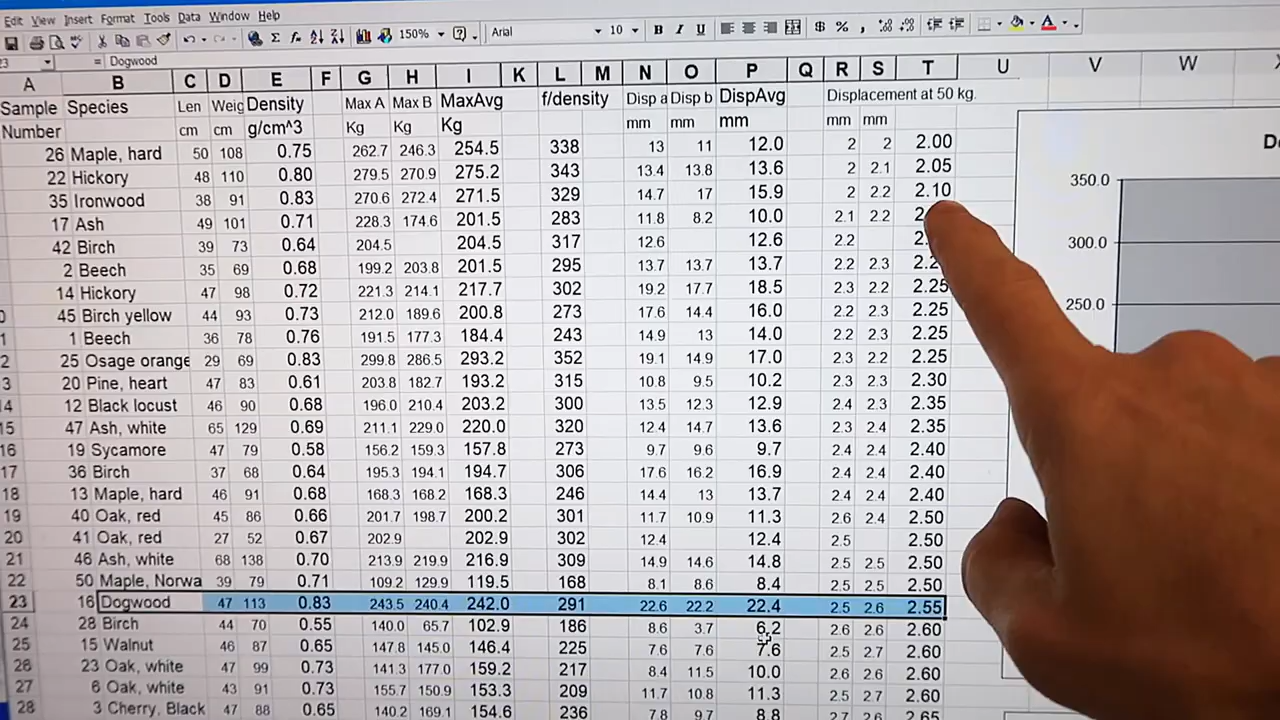 Edit View Insert Format Tools Data Window Help
150% Arial 10 B I U $ % ,
23 = Dogwood
A B C D E F G H I K L M N O P Q R S T U V W X
Sample Species Len Weig Density Max A Max B MaxAvg f/density Disp a Disp b DispAvg Displacement at 50 kg.
Number cm cm g/cm^3 Kg Kg Kg mm mm mm mm mm
26 Maple, hard 50 108 0.75 262.7 246.3 254.5 338 13 11 12.0 2 2 2.00
22 Hickory 48 110 0.80 279.5 270.9 275.2 343 13.4 13.8 13.6 2 2.1 2.05
35 Ironwood 38 91 0.83 270.6 272.4 271.5 329 14.7 17 15.9 2 2.2 2.10
17 Ash 49 101 0.71 228.3 174.6 201.5 283 11.8 8.2 10.0 2.1 2.2
42 Birch 39 73 0.64 204.5 204.5 317 12.6 12.6 2.2
2 Beech 35 69 0.68 199.2 203.8 201.5 295 13.7 13.7 13.7 2.2 2.3
14 Hickory 47 98 0.72 221.3 214.1 217.7 302 19.2 17.7 18.5 2.3 2.2 2.25
45 Birch yellow 44 93 0.73 212.0 189.6 200.8 273 17.6 14.4 16.0 2.2 2.3 2.25
1 Beech 36 78 0.76 191.5 177.3 184.4 243 14.9 13 14.0 2.2 2.3 2.25
25 Osage orange 29 69 0.83 299.8 286.5 293.2 352 19.1 14.9 17.0 2.3 2.2 2.25
20 Pine, heart 47 83 0.61 203.8 182.7 193.2 315 10.8 9.5 10.2 2.3 2.3 2.30
14 12 Black locust 46 90 0.68 196.0 210.4 203.2 300 13.5 12.3 12.9 2.4 2.3 2.35
15 47 Ash, white 65 129 0.69 211.1 229.0 220.0 320 12.4 14.7 13.6 2.3 2.4 2.35
16 19 Sycamore 47 79 0.58 156.2 159.3 157.8 273 9.7 9.6 9.7 2.4 2.4 2.40
17 36 Birch 37 68 0.64 195.3 194.1 194.7 306 17.6 16.2 16.9 2.4 2.4 2.40
18 13 Maple, hard 46 91 0.68 168.3 168.2 168.3 246 14.4 13 13.7 2.4 2.4 2.40
19 40 Oak, red 45 86 0.66 201.7 198.7 200.2 301 11.7 10.9 11.3 2.6 2.4 2.50
20 41 Oak, red 27 52 0.67 202.9 202.9 302 12.4 12.4 2.5 2.50
21 46 Ash, white 68 138 0.70 213.9 219.9 216.9 309 14.9 14.6 14.8 2.5 2.5 2.50
22 50 Maple, Norwa 39 79 0.71 109.2 129.9 119.5 168 8.1 8.6 8.4 2.5 2.5 2.50
23 16 Dogwood 47 113 0.83 243.5 240.4 242.0 291 22.6 22.2 22.4 2.5 2.6 2.55
24 28 Birch 44 70 0.55 140.0 65.7 102.9 186 8.6 3.7 6.2 2.6 2.6 2.60
25 15 Walnut 46 87 0.65 147.8 145.0 146.4 225 7.6 7.6 7.6 2.5 2.7 2.60
26 23 Oak, white 47 99 0.73 141.3 177.0 159.2 217 8.4 11.5 10.0 2.6 2.6 2.60
27 6 Oak, white 43 91 0.73 155.7 150.9 153.3 209 11.7 10.8 11.3 2.5 2.7 2.60
28 3 Cherry, Black 47 88 0.65 140.2 169.1 154.6 236 7.8 9.7 8.8
350.0
300.0
250.0